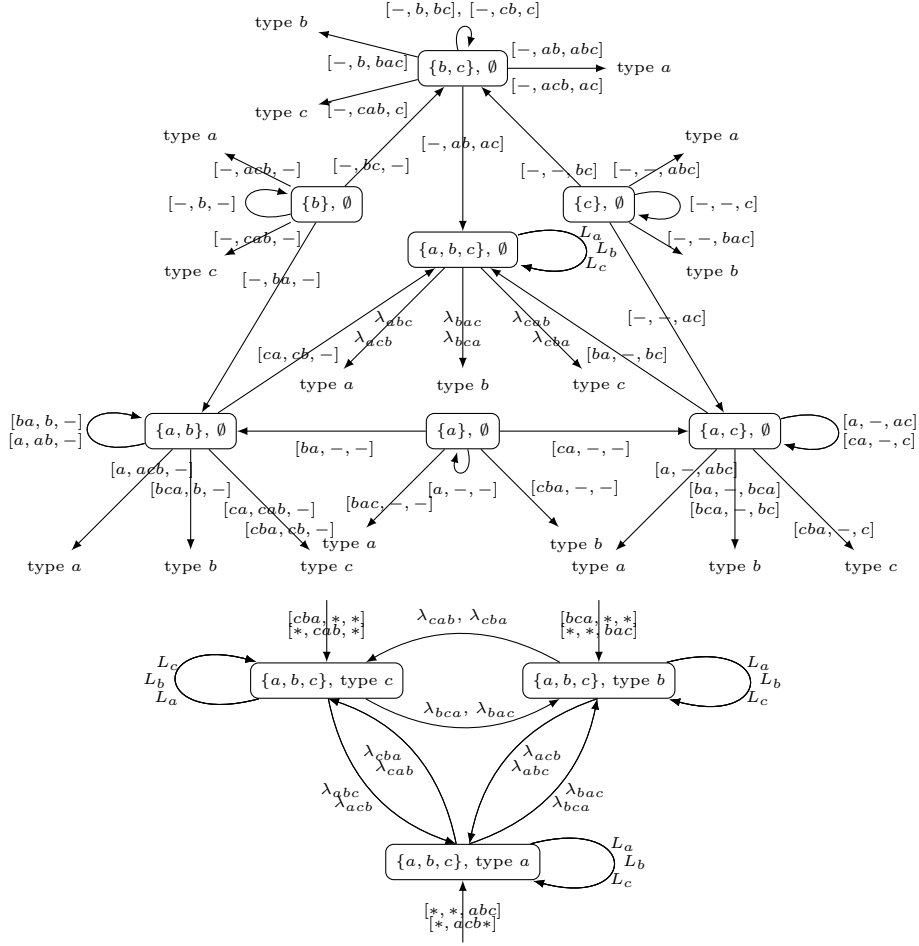 [−, b, bc], [−, cb, c]
type b
[−, ab, abc]
[−, b, bac]
{b, c}, ∅
type a
[−, acb, ac]
type c
[−, cab, c]
type a
[−, ab, ac]
type a
[−, acb, −]
[−, bc, −]
[−, −, bc]
[−, −, abc]
[−, b, −]
{b}, ∅
{c}, ∅
[−, −, c]
[−, cab, −]
L_a
[−, −, bac]
{a, b, c}, ∅
L_b
type c
L_c
type b
[−, ba, −]
λ_abc
λ_bac
λ_cab
[−, −, ac]
λ_acb
λ_bca
λ_cba
[ca, cb, −]
[ba, −, bc]
type a
type b
type c
[ba, b, −]
[a, ab, −]
{a, b}, ∅
{a}, ∅
{a, c}, ∅
[a, −, ac]
[ca, −, c]
[ba, −, −]
[ca, −, −]
[a, acb, −]
[bca, b, −]
[a, −, −]
[a, −, abc]
[ba, −, bca]
[ca, cab, −]
[bac, −, −]
[cba, −, −]
[bca, −, bc]
[cba, cb, −]
[cba, −, c]
type a
type b
type a
type b
type c
type a
type b
type c
[cba, ∗, ∗]
[∗, cab, ∗]
λ_cab, λ_cba
[bca, ∗, ∗]
[∗, ∗, bac]
L_c
L_b
L_a
{a, b, c}, type c
{a, b, c}, type b
L_a
L_b
L_c
λ_bca, λ_bac
λ_cba
λ_cab
λ_acb
λ_abc
λ_abc
λ_acb
λ_bac
λ_bca
{a, b, c}, type a
L_a
L_b
L_c
[∗, ∗, abc]
[∗, acb∗]